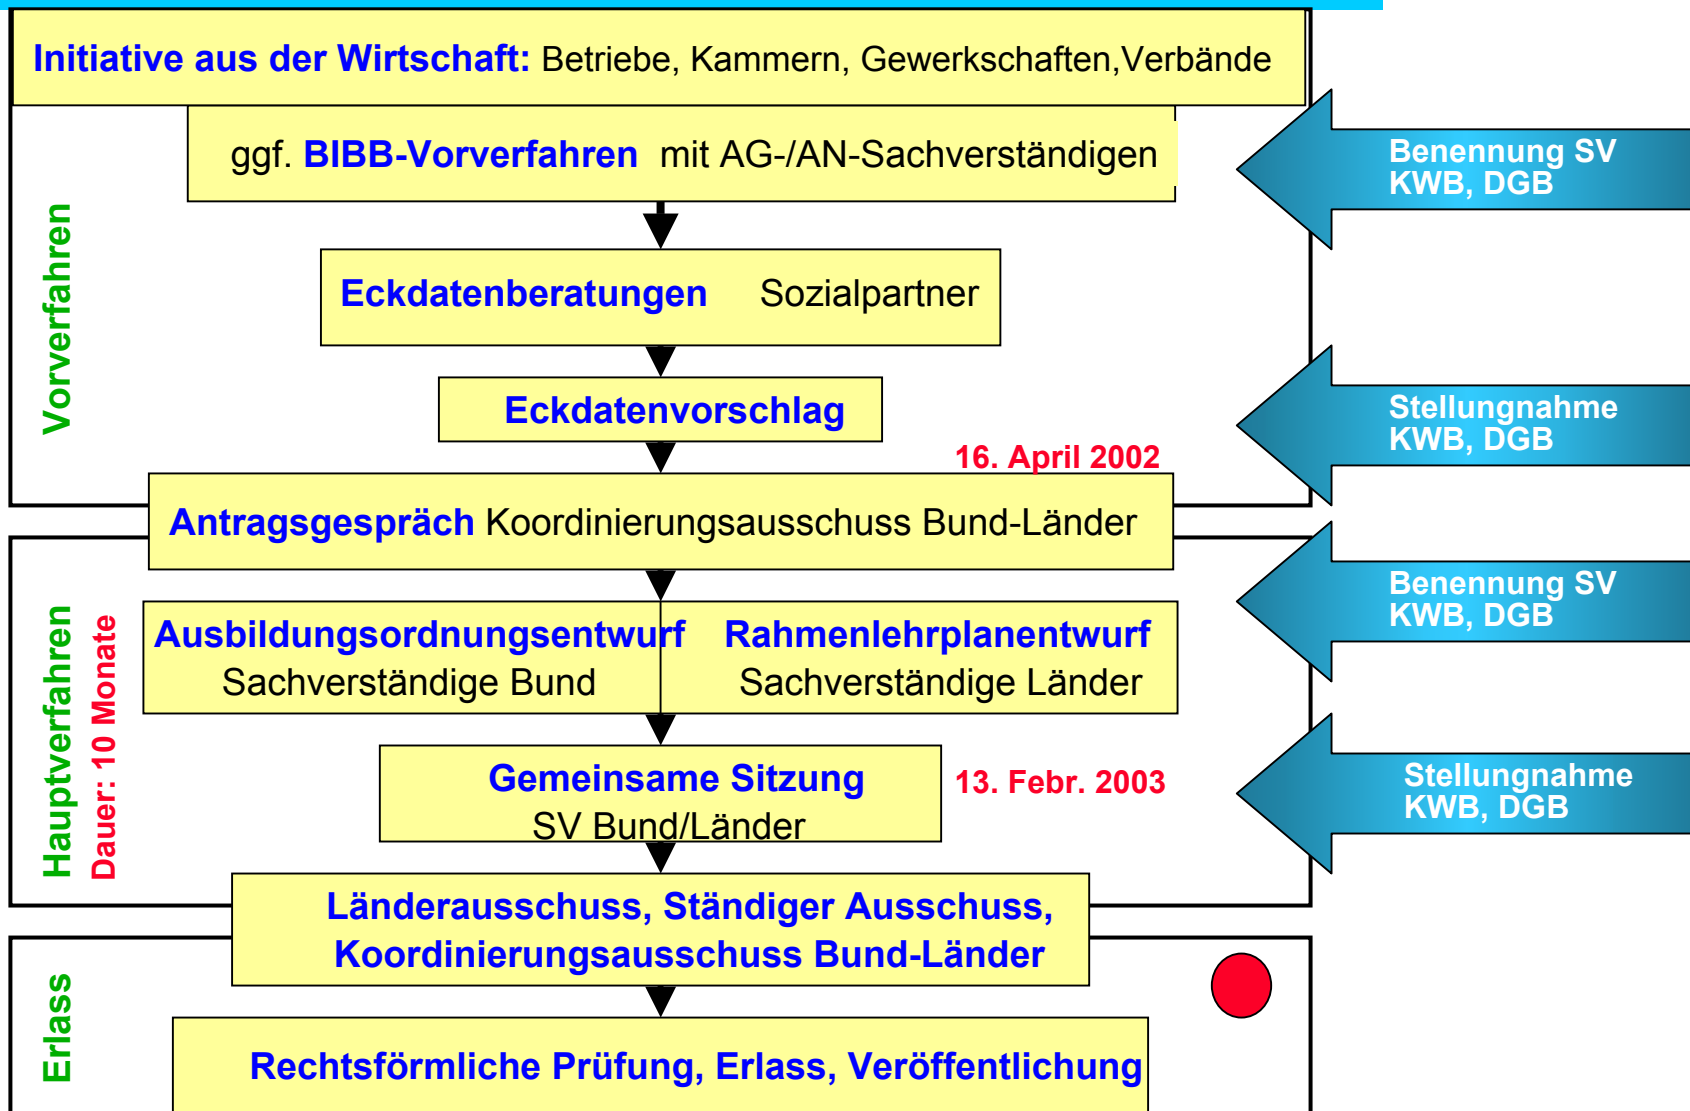 Initiative aus der Wirtschaft: Betriebe, Kammern, Gewerkschaften,Verbände
ggf. BIBB-Vorverfahren mit AG-/AN-Sachverständigen
Benennung SV
KWB, DGB
Vorverfahren
Eckdatenberatungen Sozialpartner
Eckdatenvorschlag
Stellungnahme
KWB, DGB
16. April 2002
Antragsgespräch Koordinierungsausschuss Bund-Länder
Hauptverfahren
Dauer: 10 Monate
Benennung SV
KWB, DGB
Ausbildungsordnungsentwurf
Sachverständige Bund
Rahmenlehrplanentwurf
Sachverständige Länder
Gemeinsame Sitzung
SV Bund/Länder
13. Febr. 2003
Stellungnahme
KWB, DGB
Länderausschuss, Ständiger Ausschuss,
Koordinierungsausschuss Bund-Länder
Erlass
Rechtsförmliche Prüfung, Erlass, Veröffentlichung